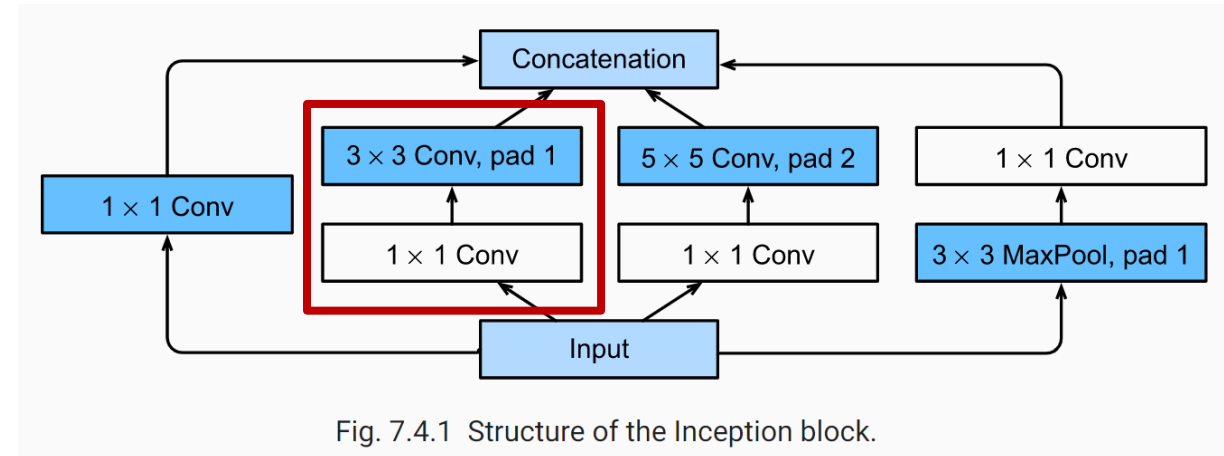 Concatenation
3 × 3 Conv, pad 1
5 × 5 Conv, pad 2
1 × 1 Conv
1 × 1 Conv
1 × 1 Conv
1 × 1 Conv
3 × 3 MaxPool, pad 1
Input
Fig. 7.4.1 Structure of the Inception block.